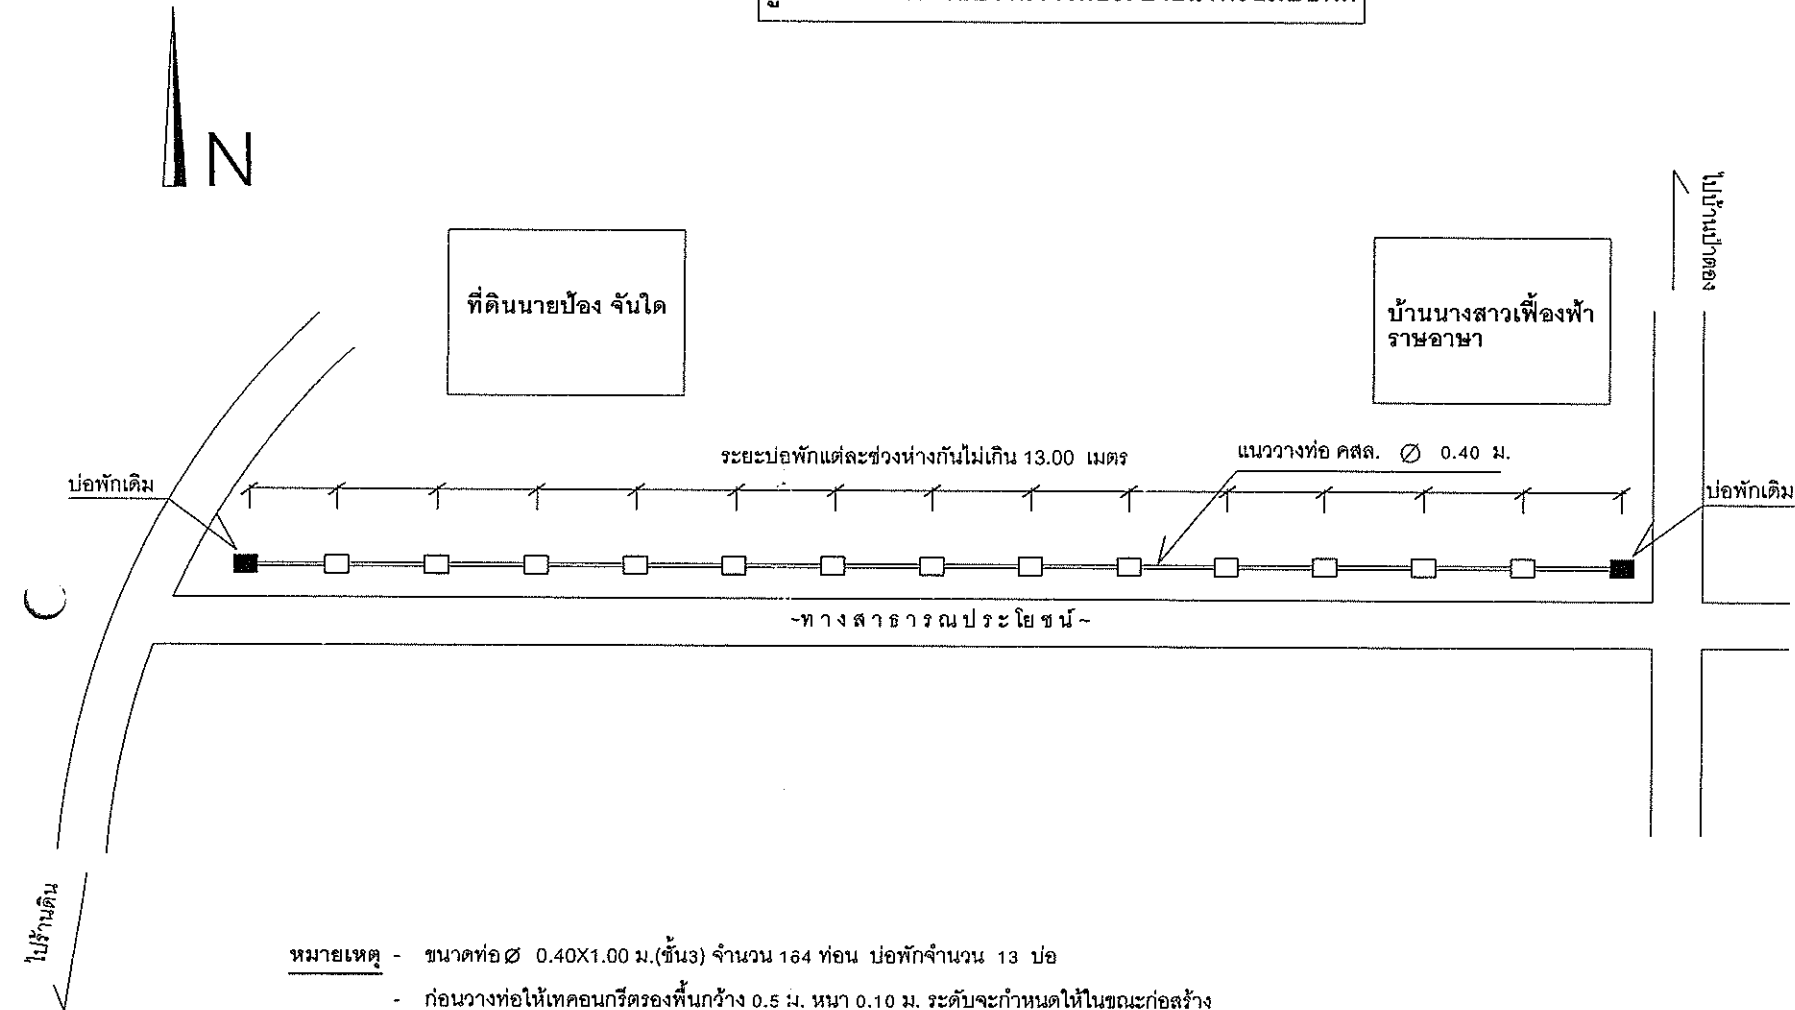 N
ไปบ้านป่าตอง
ที่ดินนายป้อง จันใด
บ้านนางสาวเฟื้องฟ้า
ราษอาษา
ระยะบ่อพักแต่ละช่วงห่างกันไม่เกิน 13.00 เมตร
แนววางท่อ คสล. Ø 0.40 ม.
บ่อพักเดิม
บ่อพักเดิม
~ทางสาธารณประโยชน์~
ไปร้านดิน
หมายเหตุ - ขนาดท่อ Ø 0.40X1.00 ม.(ชั้น3) จำนวน 164 ท่อน บ่อพักจำนวน 13 บ่อ
- ก่อนวางท่อให้เทคอนกรีตรองพื้นกว้าง 0.5 ม. หนา 0.10 ม. ระดับจะกำหนดให้ในขณะก่อสร้าง